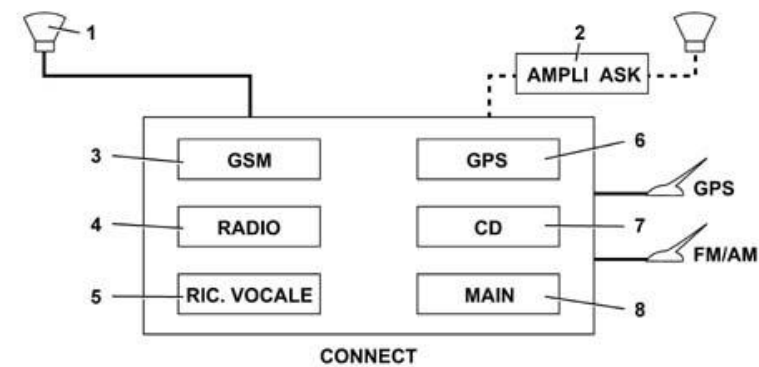 1
2
AMPLI ASK
3
GSM
GPS
6
GPS
4
RADIO
CD
7
FM/AM
5
RIC. VOCALE
MAIN
8
CONNECT